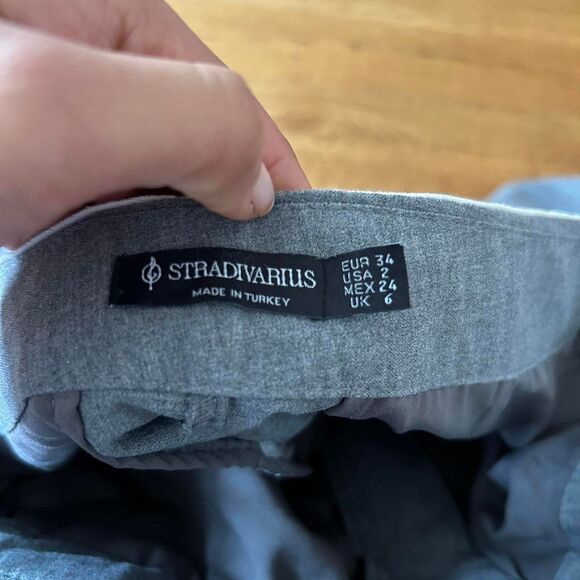 STRADIVARIUS
MADE IN TURKEY
EUR 34
USA 2
MEX 24
UK 6